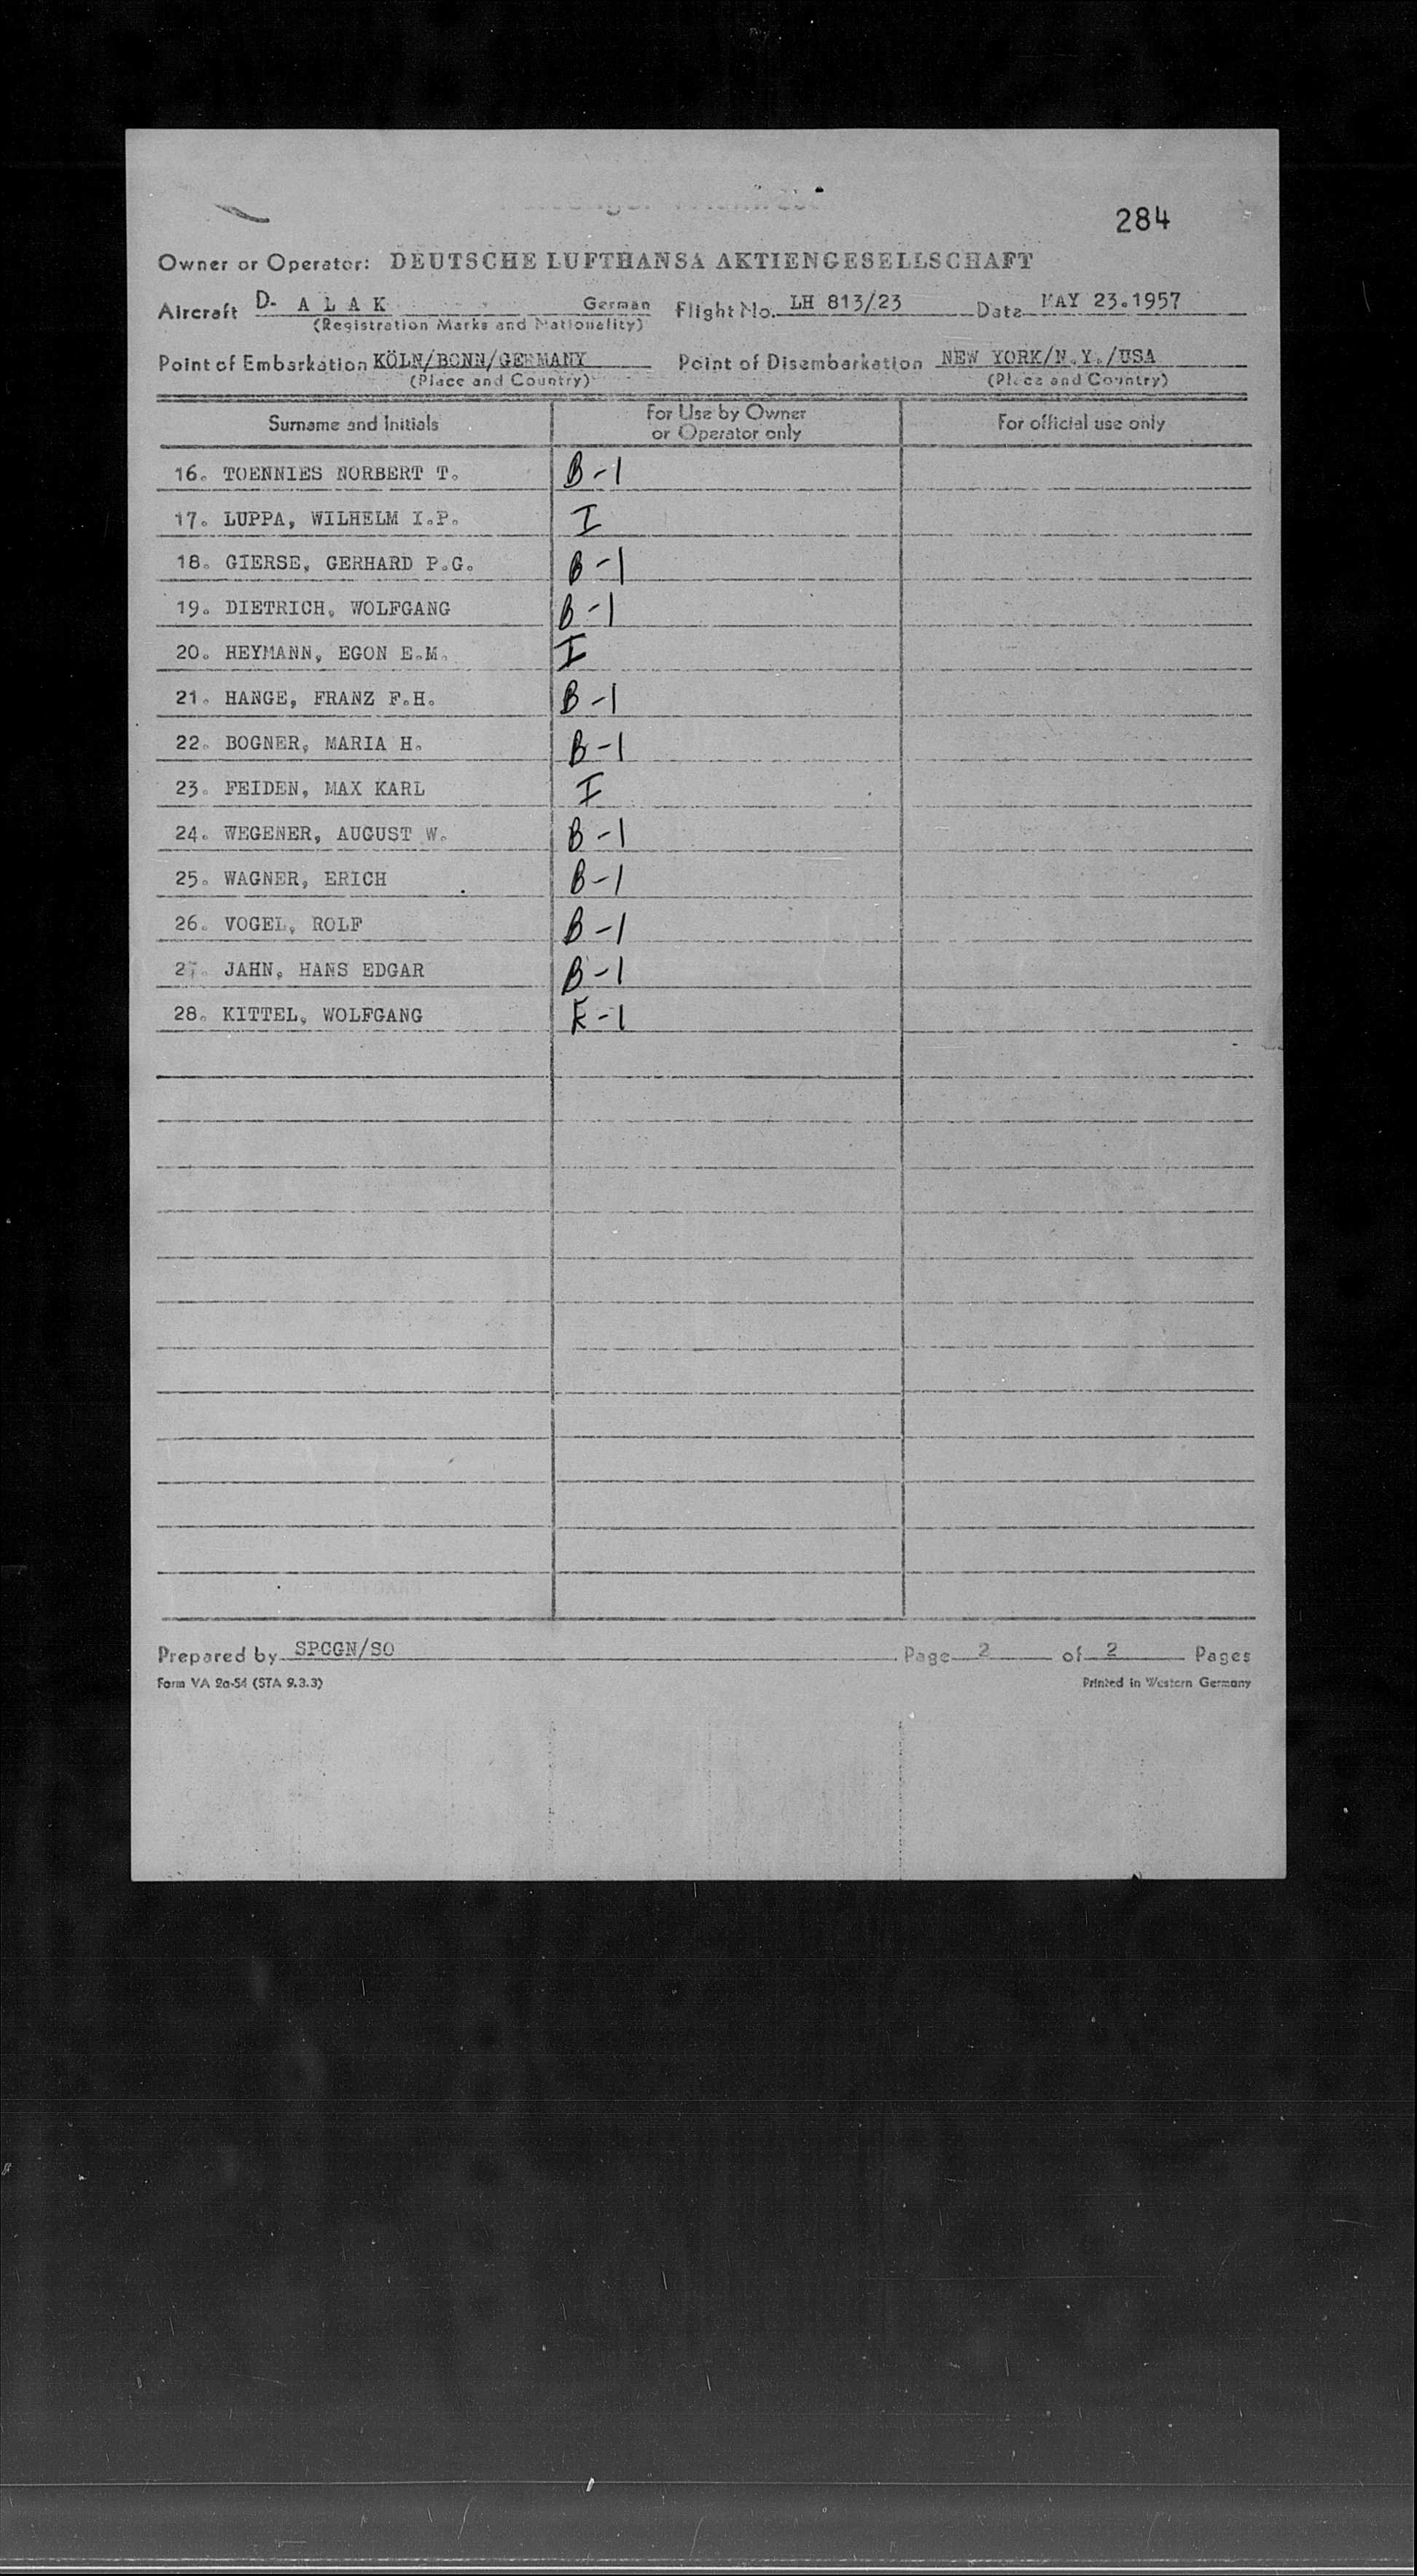 284
Owner or Operator: DEUTSCHE LUFTHANSA AKTIENGESELLSCHAFT
Aircraft D- A L A K German Flight No. LH 813/23 Date MAY 23.1957
(Registration Marks and Nationality)
Point of Embarkation KÖLN/BONN/GERMANY Point of Disembarkation NEW YORK/N.Y./USA
(Place and Country) (Place and Country)
Surname and Initials For Use by Owner or Operator only For official use only
16. TOENNIES NORBERT T. B-1
17. LUPPA, WILHELM I.P. I
18. GIERSE, GERHARD P.G. B-1
19. DIETRICH, WOLFGANG B-1
20. HEYMANN, EGON E.M. I
21. HANGE, FRANZ F.H. B-1
22. BOGNER, MARIA H. B-1
23. FEIDEN, MAX KARL I
24. WEGENER, AUGUST W. B-1
25. WAGNER, ERICH B-1
26. VOGEL, ROLF B-1
27. JAHN, HANS EDGAR B-1
28. KITTEL, WOLFGANG -1
Prepared by SPCGN/SO Page 2 of 2 Pages
Form VA 2a-54 (STA 9.3.3) Printed in Western Germany